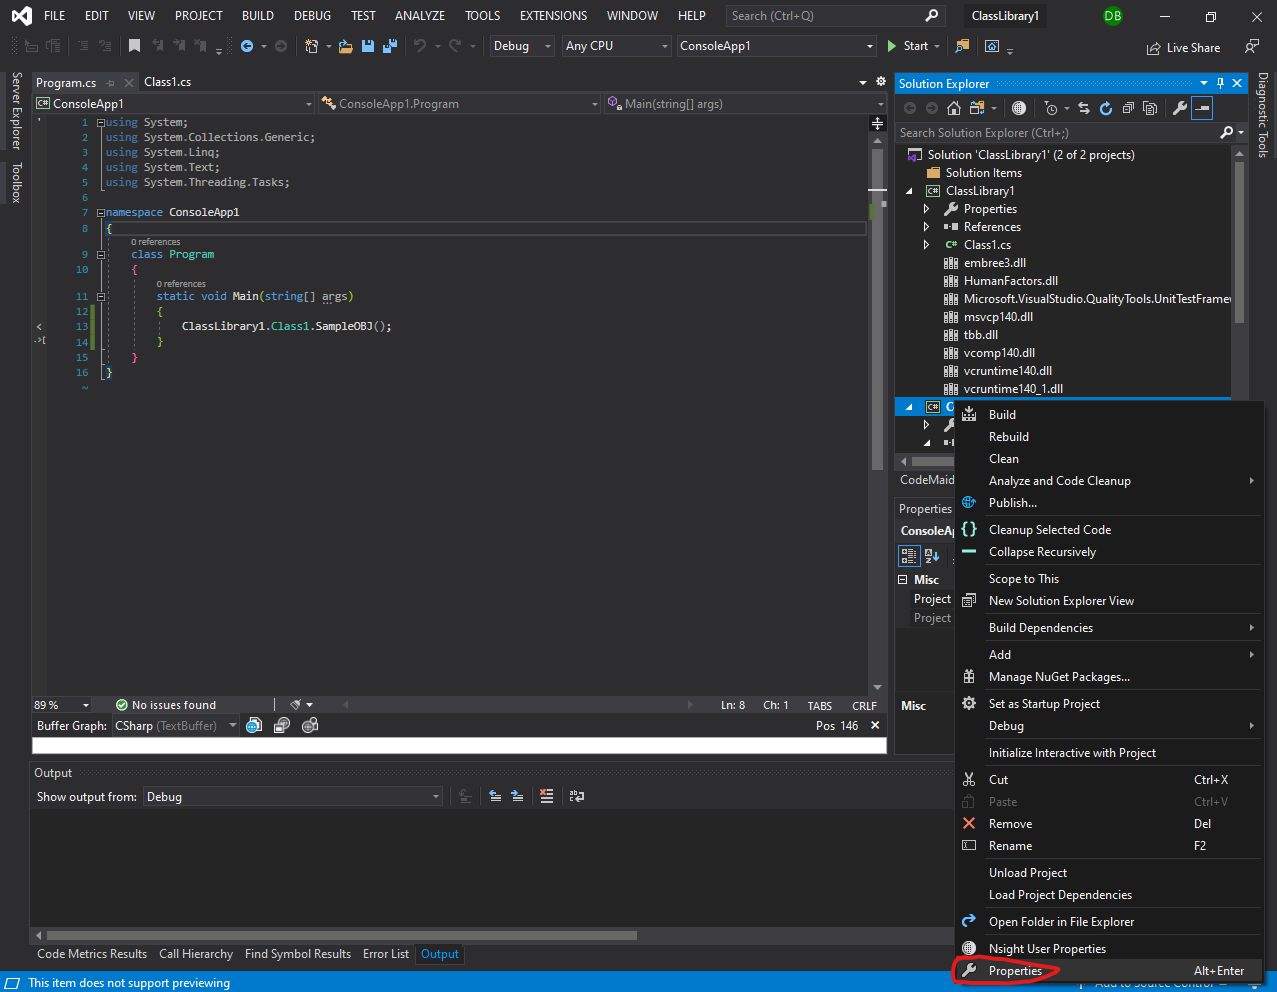 FILE EDIT VIEW PROJECT BUILD DEBUG TEST ANALYZE TOOLS EXTENSIONS WINDOW HELP Search (Ctrl+Q) ClassLibrary1 DB
Debug Any CPU ConsoleApp1 Start Live Share
Server Explorer
Toolbox
Program.cs Class1.cs
ConsoleApp1 ConsoleApp1.Program Main(string[] args)
1 using System;
2 using System.Collections.Generic;
3 using System.Linq;
4 using System.Text;
5 using System.Threading.Tasks;
6
7 namespace ConsoleApp1
8 {
0 references
9 class Program
10 {
0 references
11 static void Main(string[] args)
12 {
13 ClassLibrary1.Class1.SampleOBJ();
14 }
15 }
16 }
~
89 % No issues found Ln: 8 Ch: 1 TABS CRLF
Buffer Graph: CSharp (TextBuffer) Pos 146
Output
Show output from: Debug
Code Metrics Results Call Hierarchy Find Symbol Results Error List Output
This item does not support previewing
Solution Explorer
Search Solution Explorer (Ctrl+;)
Solution 'ClassLibrary1' (2 of 2 projects)
Solution Items
C# ClassLibrary1
Properties
References
C# Class1.cs
embree3.dll
HumanFactors.dll
Microsoft.VisualStudio.QualityTools.UnitTestFramew
msvcp140.dll
tbb.dll
vcomp140.dll
vcruntime140.dll
vcruntime140_1.dll
C#
CodeMaid
Properties
ConsoleAp
Misc
Project
Project
Misc
Diagnostic Tools
Build
Rebuild
Clean
Analyze and Code Cleanup
Publish...
Cleanup Selected Code
Collapse Recursively
Scope to This
New Solution Explorer View
Build Dependencies
Add
Manage NuGet Packages...
Set as Startup Project
Debug
Initialize Interactive with Project
Cut Ctrl+X
Paste Ctrl+V
Remove Del
Rename F2
Unload Project
Load Project Dependencies
Open Folder in File Explorer
Nsight User Properties
Properties Alt+Enter
Add to Source Control